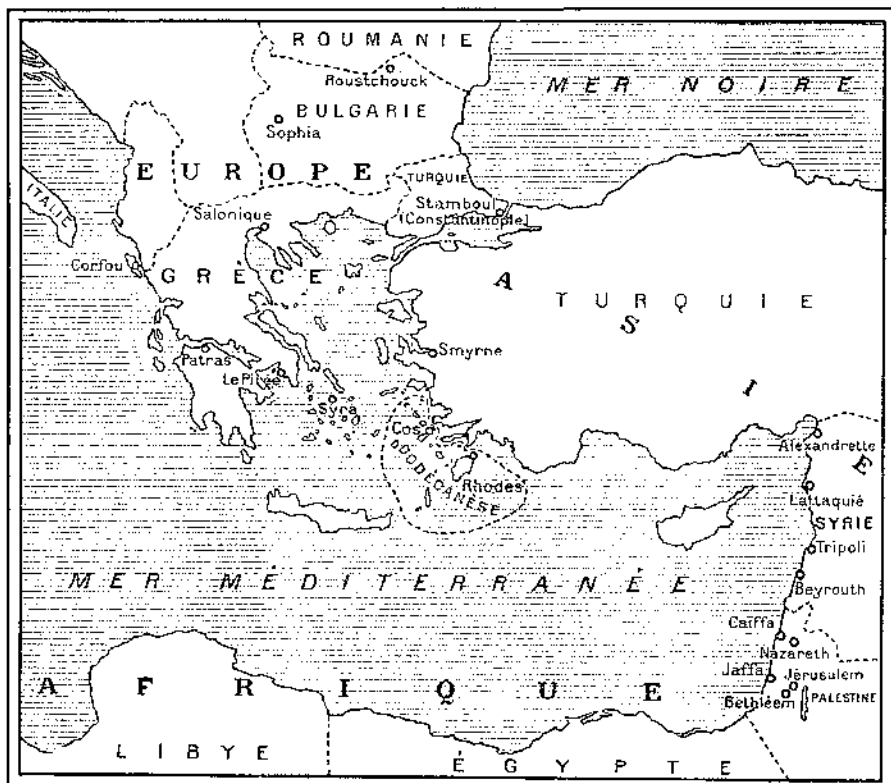 ROUMANIE
Roustchouck
MER NOIRE
BULGARIE
Sophia
EUROPE
TURQUIE
ITALIE
Stamboul
(Constantinople)
Salonique
Corfou
GRÈCE
ASIE
TURQUIE
Smyrne
Patras
Le Pirée
Syra
Cos
Alexandrette
DODÉCANÈSE
Rhodes
Lattaquié
SYRIE
Tripoli
MER MÉDITERRANÉE
Beyrouth
Caïffa
Nazareth
Jaffa
Jérusalem
AFRIQUE
Bethléem
PALESTINE
LIBYE
ÉGYPTE